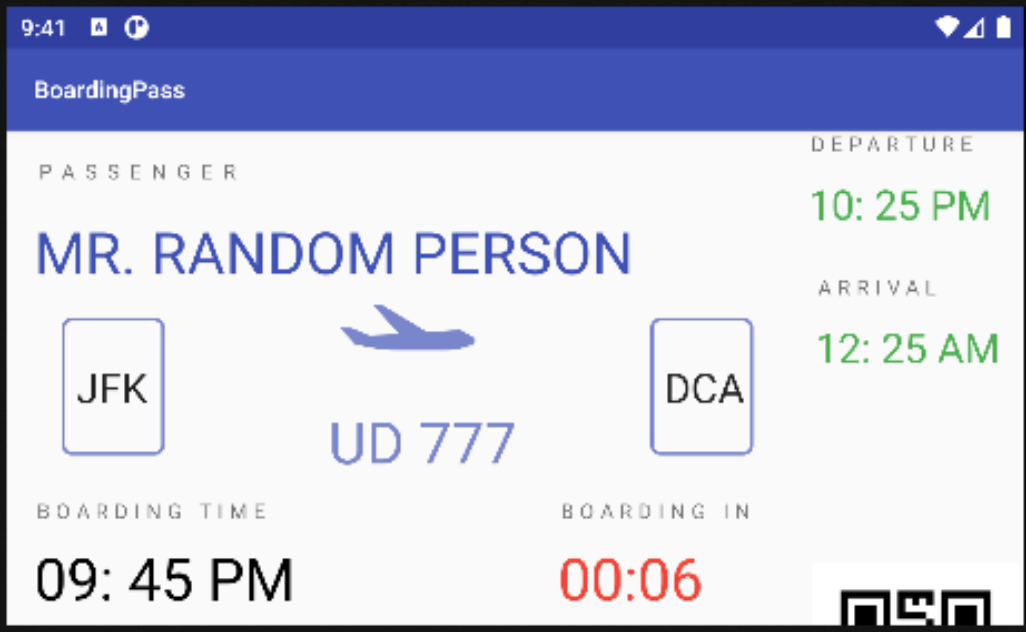 9:41
BoardingPass
PASSENGER
MR. RANDOM PERSON
JFK
UD 777
DCA
DEPARTURE
10: 25 PM
ARRIVAL
12: 25 AM
BOARDING TIME
09: 45 PM
BOARDING IN
00:06